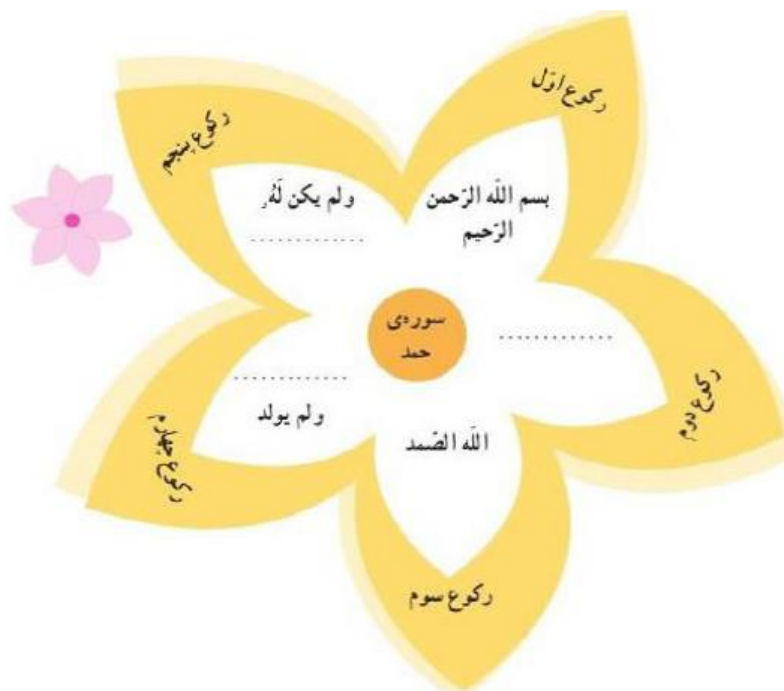 رکوع اوّل
بسم اللّه الرّحمن
الرّحیم
رکوع دوم
.............
رکوع سوم
اللّه الصّمد
رکوع چهارم
.............
ولم یولد
رکوع پنجم
ولم یکن لَهُ
.............
سوره‌ی
حمد